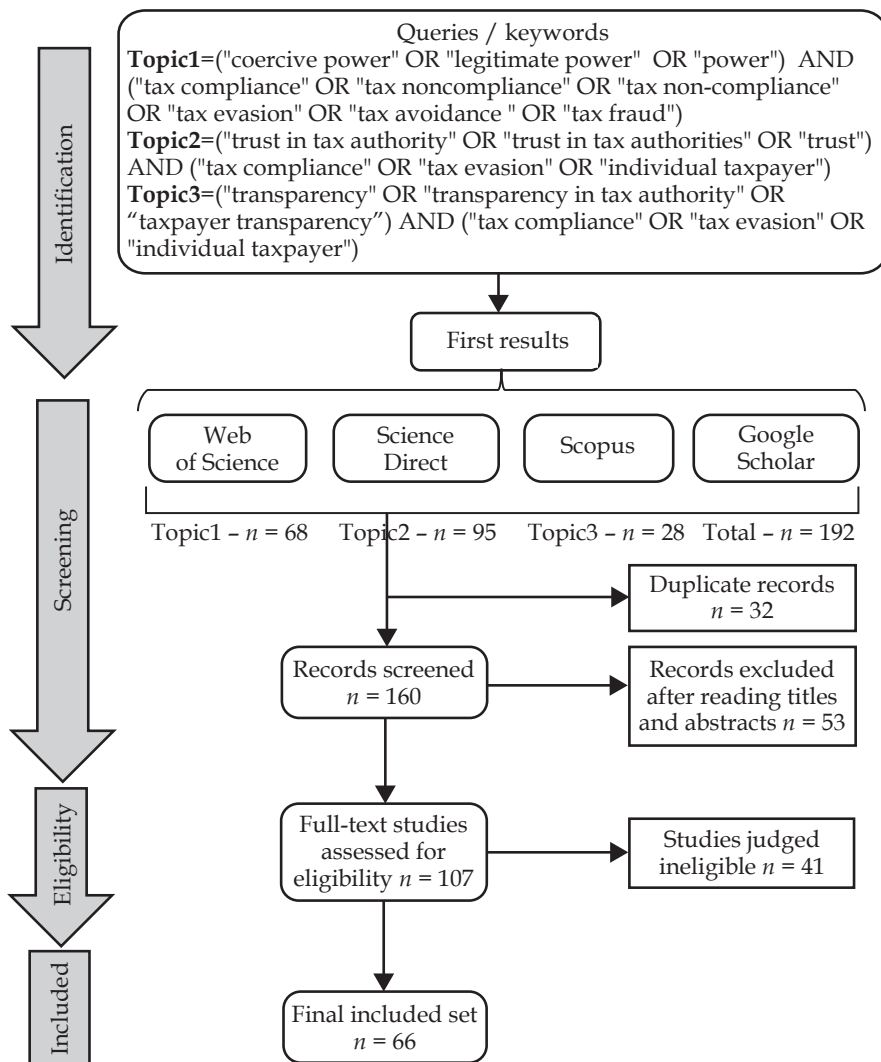 Queries / keywords
Topic1=("coercive power" OR "legitimate power" OR "power") AND
("tax compliance" OR "tax noncompliance" OR "tax non-compliance"
OR "tax evasion" OR "tax avoidance " OR "tax fraud")
Topic2=("trust in tax authority" OR "trust in tax authorities" OR "trust")
AND ("tax compliance" OR "tax evasion" OR "individual taxpayer")
Topic3=("transparency" OR "transparency in tax authority" OR
“taxpayer transparency”) AND ("tax compliance" OR "tax evasion" OR
"individual taxpayer")
Identification
First results
Screening
Web
of Science
Science
Direct
Scopus
Google
Scholar
Topic1 – n = 68
Topic2 – n = 95
Topic3 – n = 28
Total – n = 192
Duplicate records
n = 32
Records screened
n = 160
Records excluded
after reading titles
and abstracts n = 53
Eligibility
Full-text studies
assessed for
eligibility n = 107
Studies judged
ineligible n = 41
Included
Final included set
n = 66